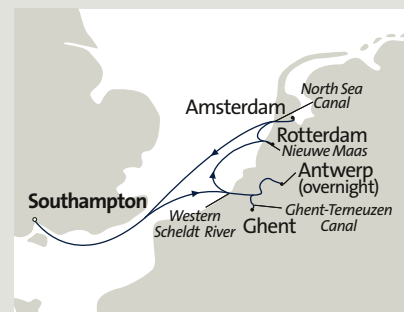 North Sea
Canal
Amsterdam
Rotterdam
Nieuwe Maas
Antwerp
(overnight)
Southampton
Western
Scheldt River
Ghent-Terneuzen
Canal
Ghent